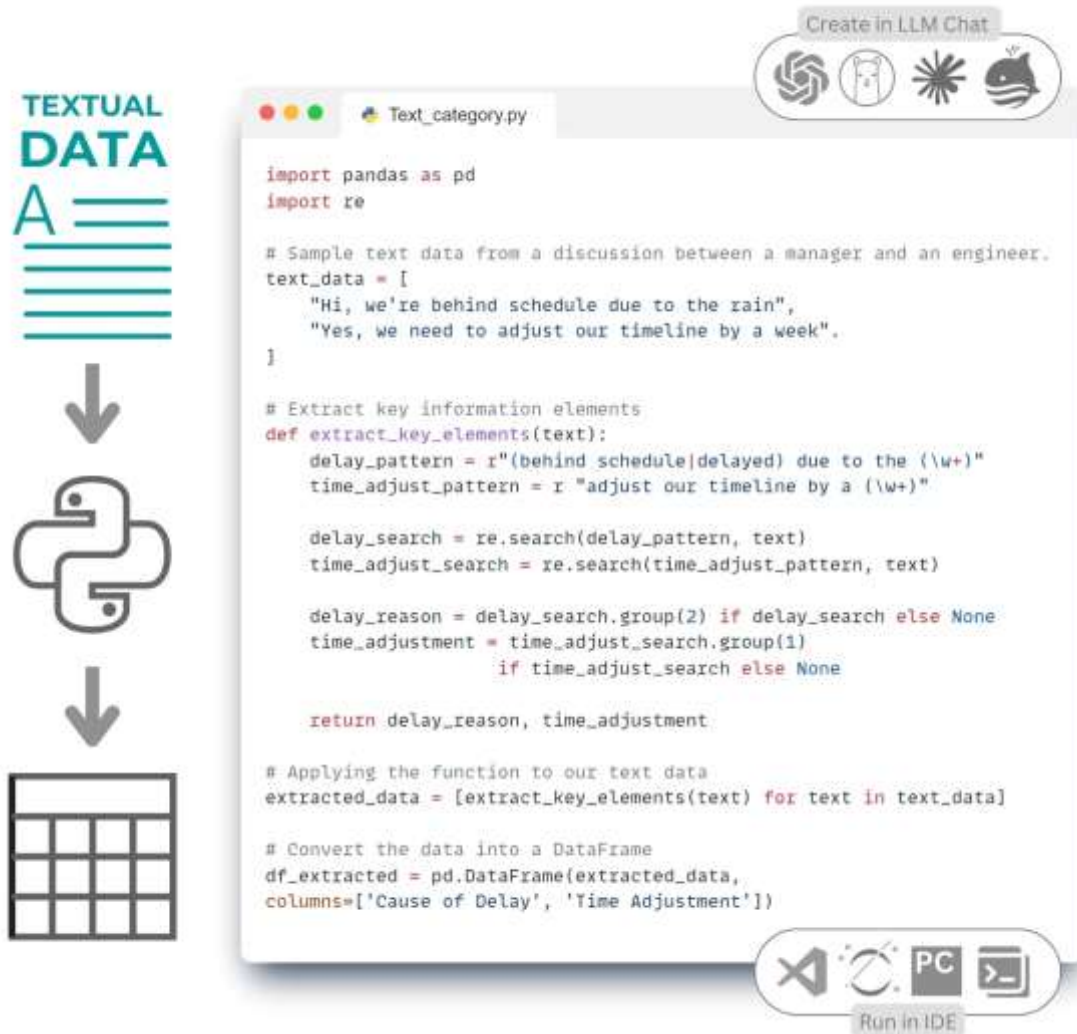 Create in LLM Chat
TEXTUAL
DATA
A
Text_category.py
import pandas as pd
import re
# Sample text data from a discussion between a manager and an engineer.
text_data = [
    "Hi, we're behind schedule due to the rain",
    "Yes, we need to adjust our timeline by a week".
]
# Extract key information elements
def extract_key_elements(text):
    delay_pattern = r"(behind schedule|delayed) due to the (\w+)"
    time_adjust_pattern = r "adjust our timeline by a (\w+)"
    delay_search = re.search(delay_pattern, text)
    time_adjust_search = re.search(time_adjust_pattern, text)
    delay_reason = delay_search.group(2) if delay_search else None
    time_adjustment = time_adjust_search.group(1)
                     if time_adjust_search else None
    return delay_reason, time_adjustment
# Applying the function to our text data
extracted_data = [extract_key_elements(text) for text in text_data]
# Convert the data into a DataFrame
df_extracted = pd.DataFrame(extracted_data,
columns=['Cause of Delay', 'Time Adjustment'])
PC
>_
Run in IDE